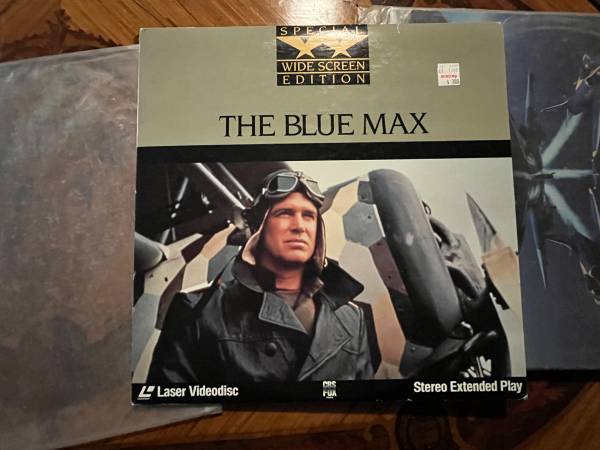 SPECIAL
WIDE SCREEN
EDITION
THE BLUE MAX
Laser Videodisc
CBS
FOX
Stereo Extended Play